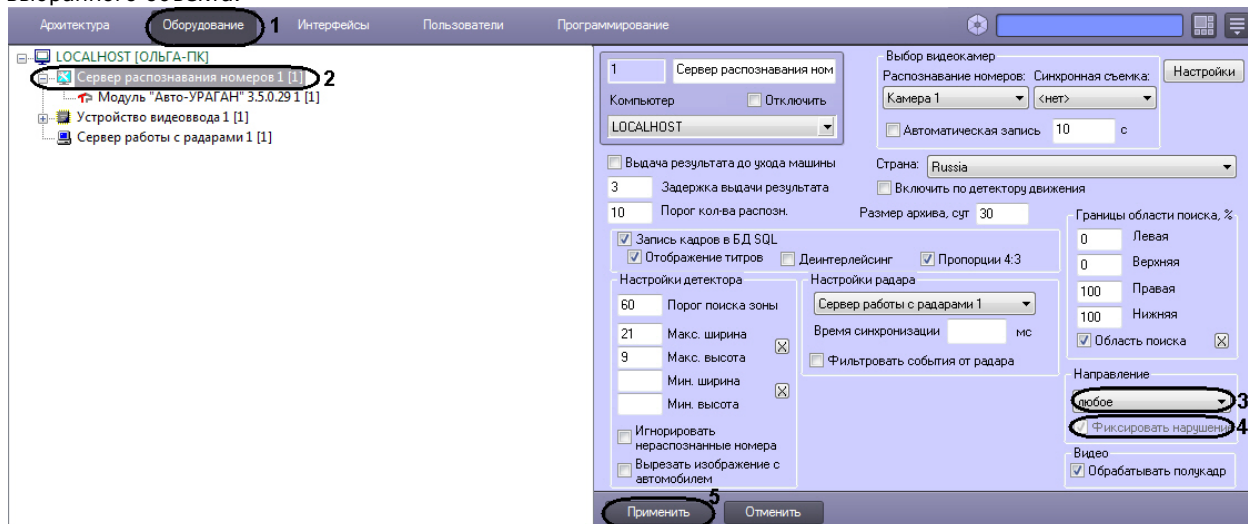 выбранного объекта.
Архитектура Оборудование 1 Интерфейсы Пользователи Программирование
LOCALHOST [ОЛЬГА-ПК]
Сервер распознавания номеров 1 [1] 2
Модуль "Авто-УРАГАН" 3.5.0.29 1 [1]
Устройство видеоввода 1 [1]
Сервер работы с радарами 1 [1]
1 Сервер распознавания ном
Компьютер Отключить
LOCALHOST
Выбор видеокамер
Распознавание номеров: Синхронная съемка:
Камера 1 <нет>
Автоматическая запись 10 с
Настройки
Выдача результата до ухода машины
3 Задержка выдачи результата
10 Порог кол-ва распозн.
Страна: Russia
Включить по детектору движения
Размер архива, сут 30
Запись кадров в БД SQL
Отображение титров Деинтерлейсинг Пропорции 4:3
Границы области поиска, %
0 Левая
0 Верхняя
100 Правая
100 Нижняя
Область поиска
Настройки детектора
60 Порог поиска зоны
21 Макс. ширина
9 Макс. высота
Мин. ширина
Мин. высота
Игнорировать
нераспознанные номера
Вырезать изображение с
автомобилем
Настройки радара
Сервер работы с радарами 1
Время синхронизации мс
Фильтровать события от радара
Направление
любое 3
Фиксировать нарушени 4
Видео
Обрабатывать полукадр
Применить 5 Отменить